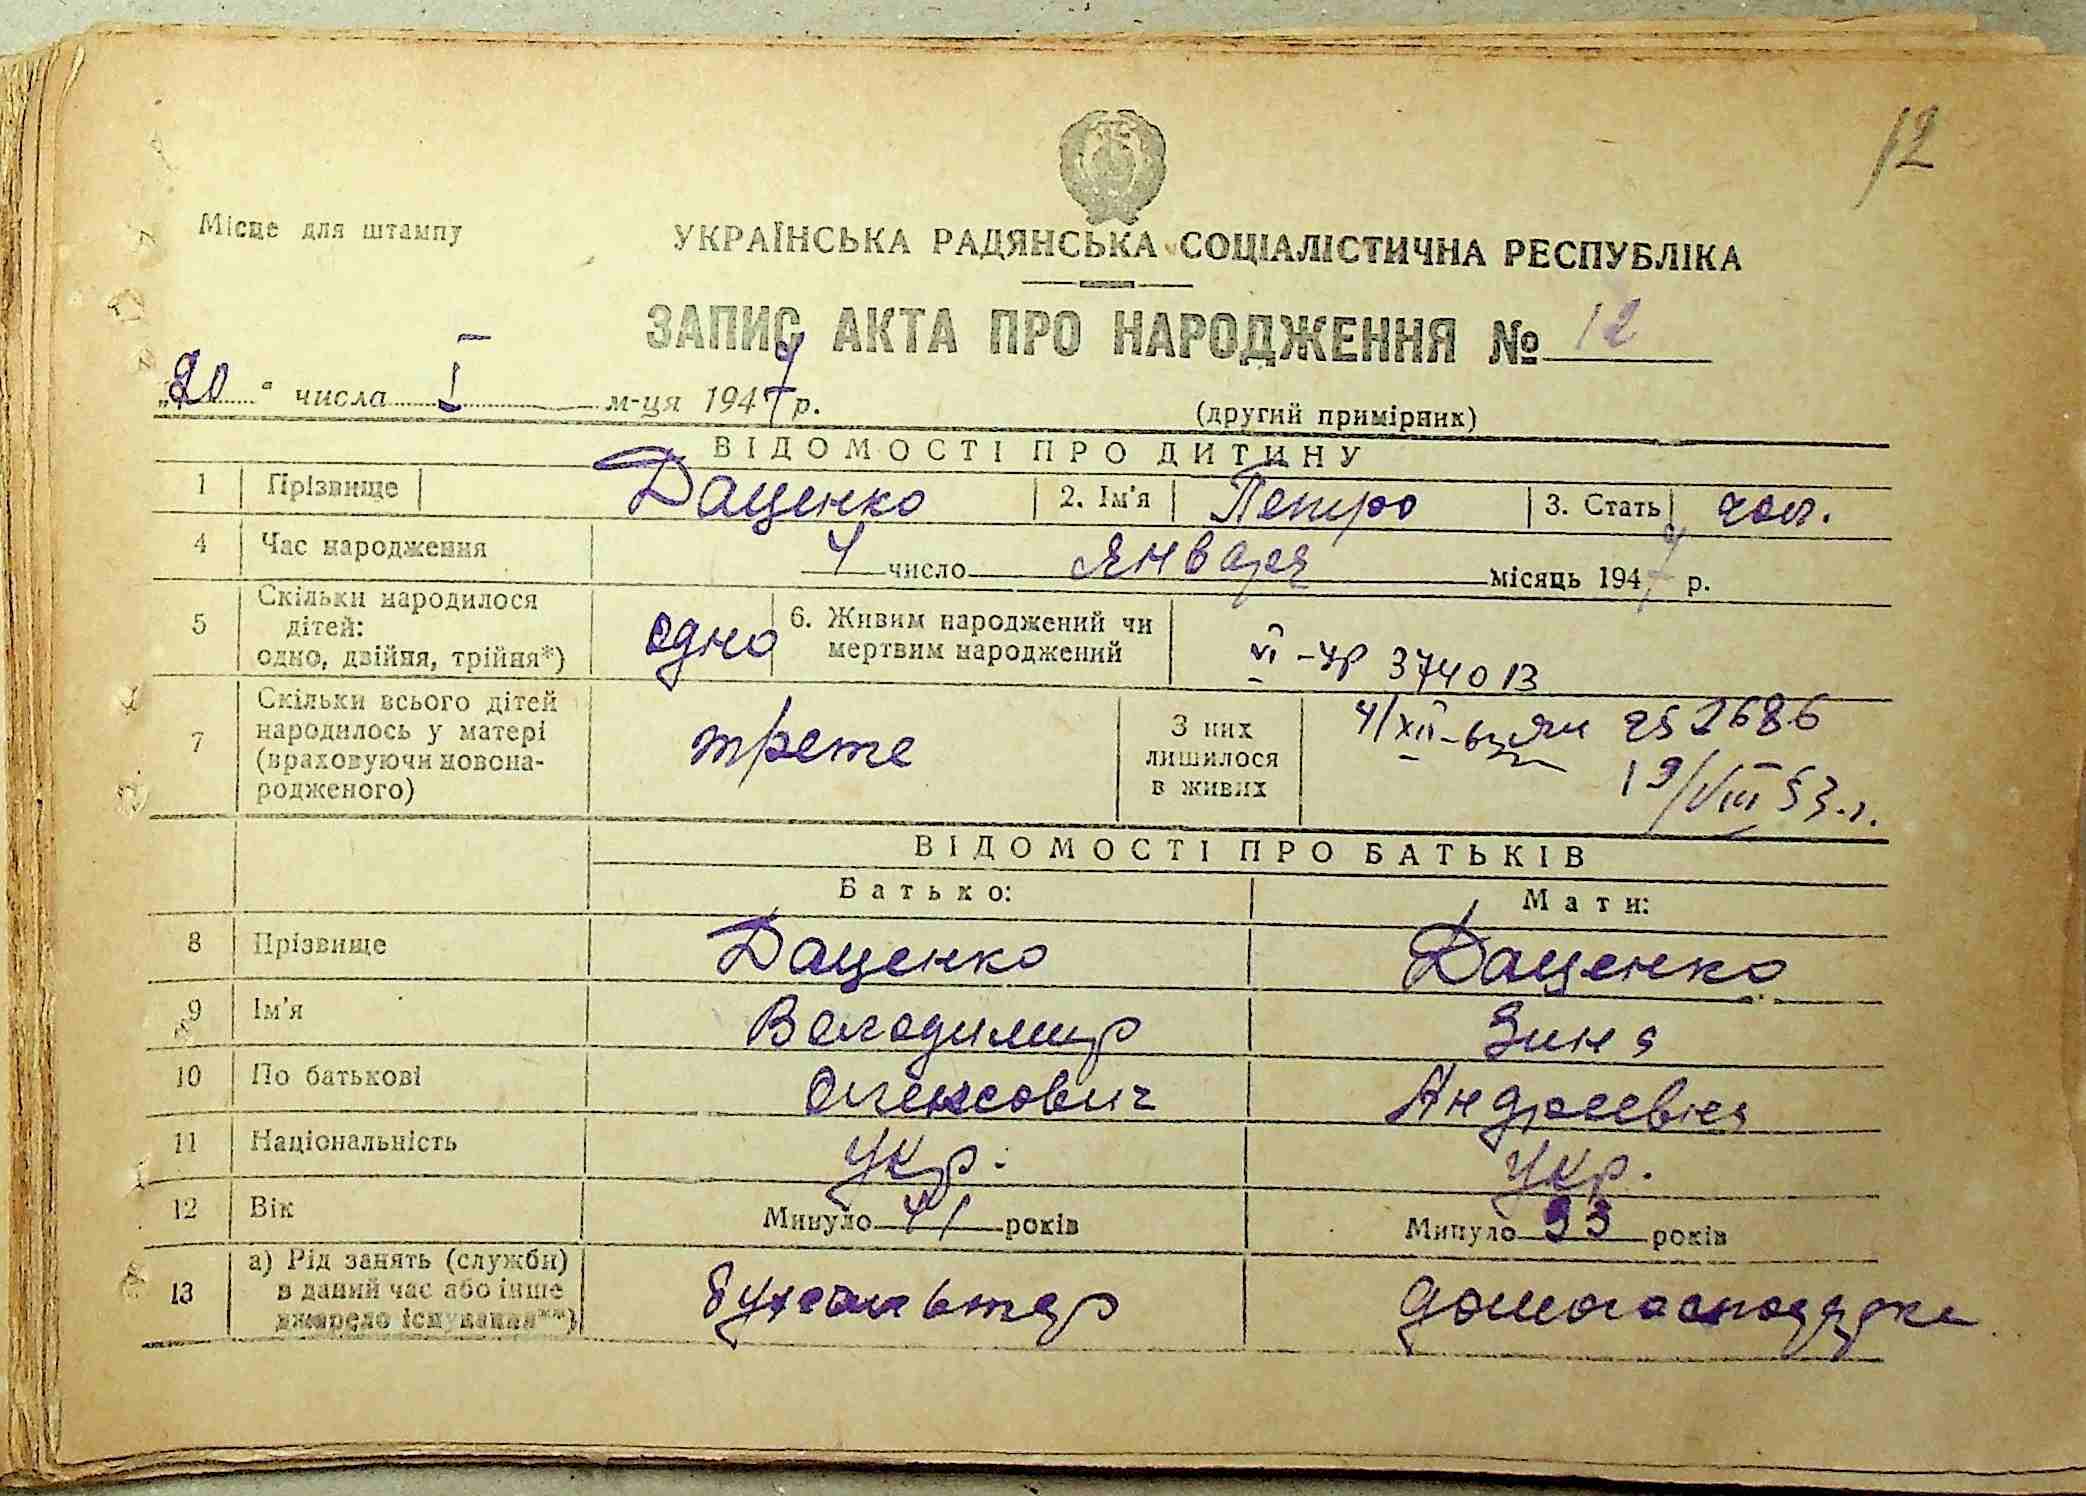 12
Місце для штампу
УКРАЇНСЬКА РАДЯНСЬКА СОЦІАЛІСТИЧНА РЕСПУБЛІКА
ЗАПИС АКТА ПРО НАРОДЖЕННЯ № 12
„20" числа I м-ця 1947 р.
(другий примірник)
ВІДОМОСТІ ПРО ДИТИНУ
1 Прізвище Даценко 2. Ім'я Петро 3. Стать чол.
4 Час народження 4 число Января місяць 1947 р.
5 Скільки народилося дітей: одно, двійня, трійня*) одно 6. Живим народжений чи мертвим народжений
VI-УР 374013
7 Скільки всього дітей народилось у матері (враховуючи новонародженого) трете З них лишилося в живих
252686
19/VIII 53 г.
ВІДОМОСТІ ПРО БАТЬКІВ
Батько: Мати:
8 Прізвище Даценко Даценко
9 Ім'я Володимир Зина
10 По батькові Олексович Андреевна
11 Національність укр. укр.
12 Вік Минуло 41 років Минуло 33 років
13 а) Рід занять (служби) в даний час або інше джерело існування**) бухгальтер